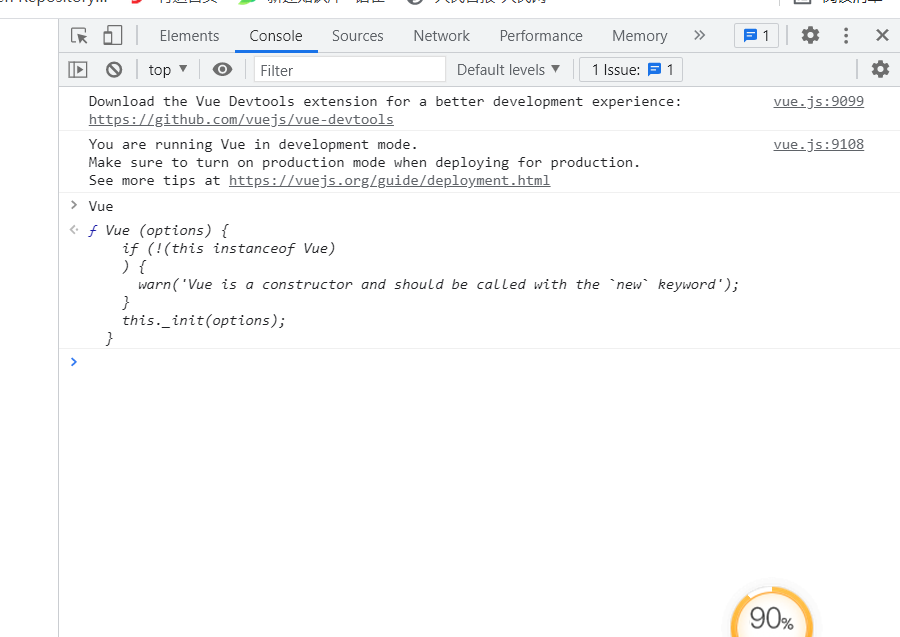 Elements Console Sources Network Performance Memory » 1
top ▼ Filter Default levels ▼ 1 Issue: 1
Download the Vue Devtools extension for a better development experience: vue.js:9099
https://github.com/vuejs/vue-devtools
You are running Vue in development mode. vue.js:9108
Make sure to turn on production mode when deploying for production.
See more tips at https://vuejs.org/guide/deployment.html
> Vue
ƒ Vue (options) {
if (!(this instanceof Vue)
) {
warn('Vue is a constructor and should be called with the `new` keyword');
}
this._init(options);
}
>
90%